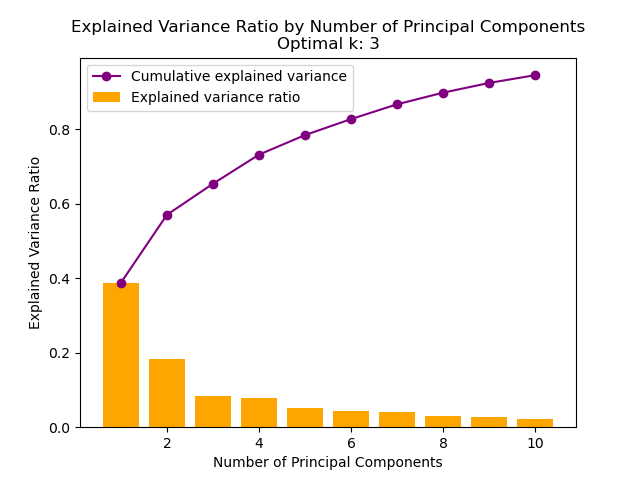 Explained Variance Ratio by Number of Principal Components
Optimal k: 3
Cumulative explained variance
Explained variance ratio
Explained Variance Ratio
0.8
0.6
0.4
0.2
0.0
2
4
6
8
10
Number of Principal Components